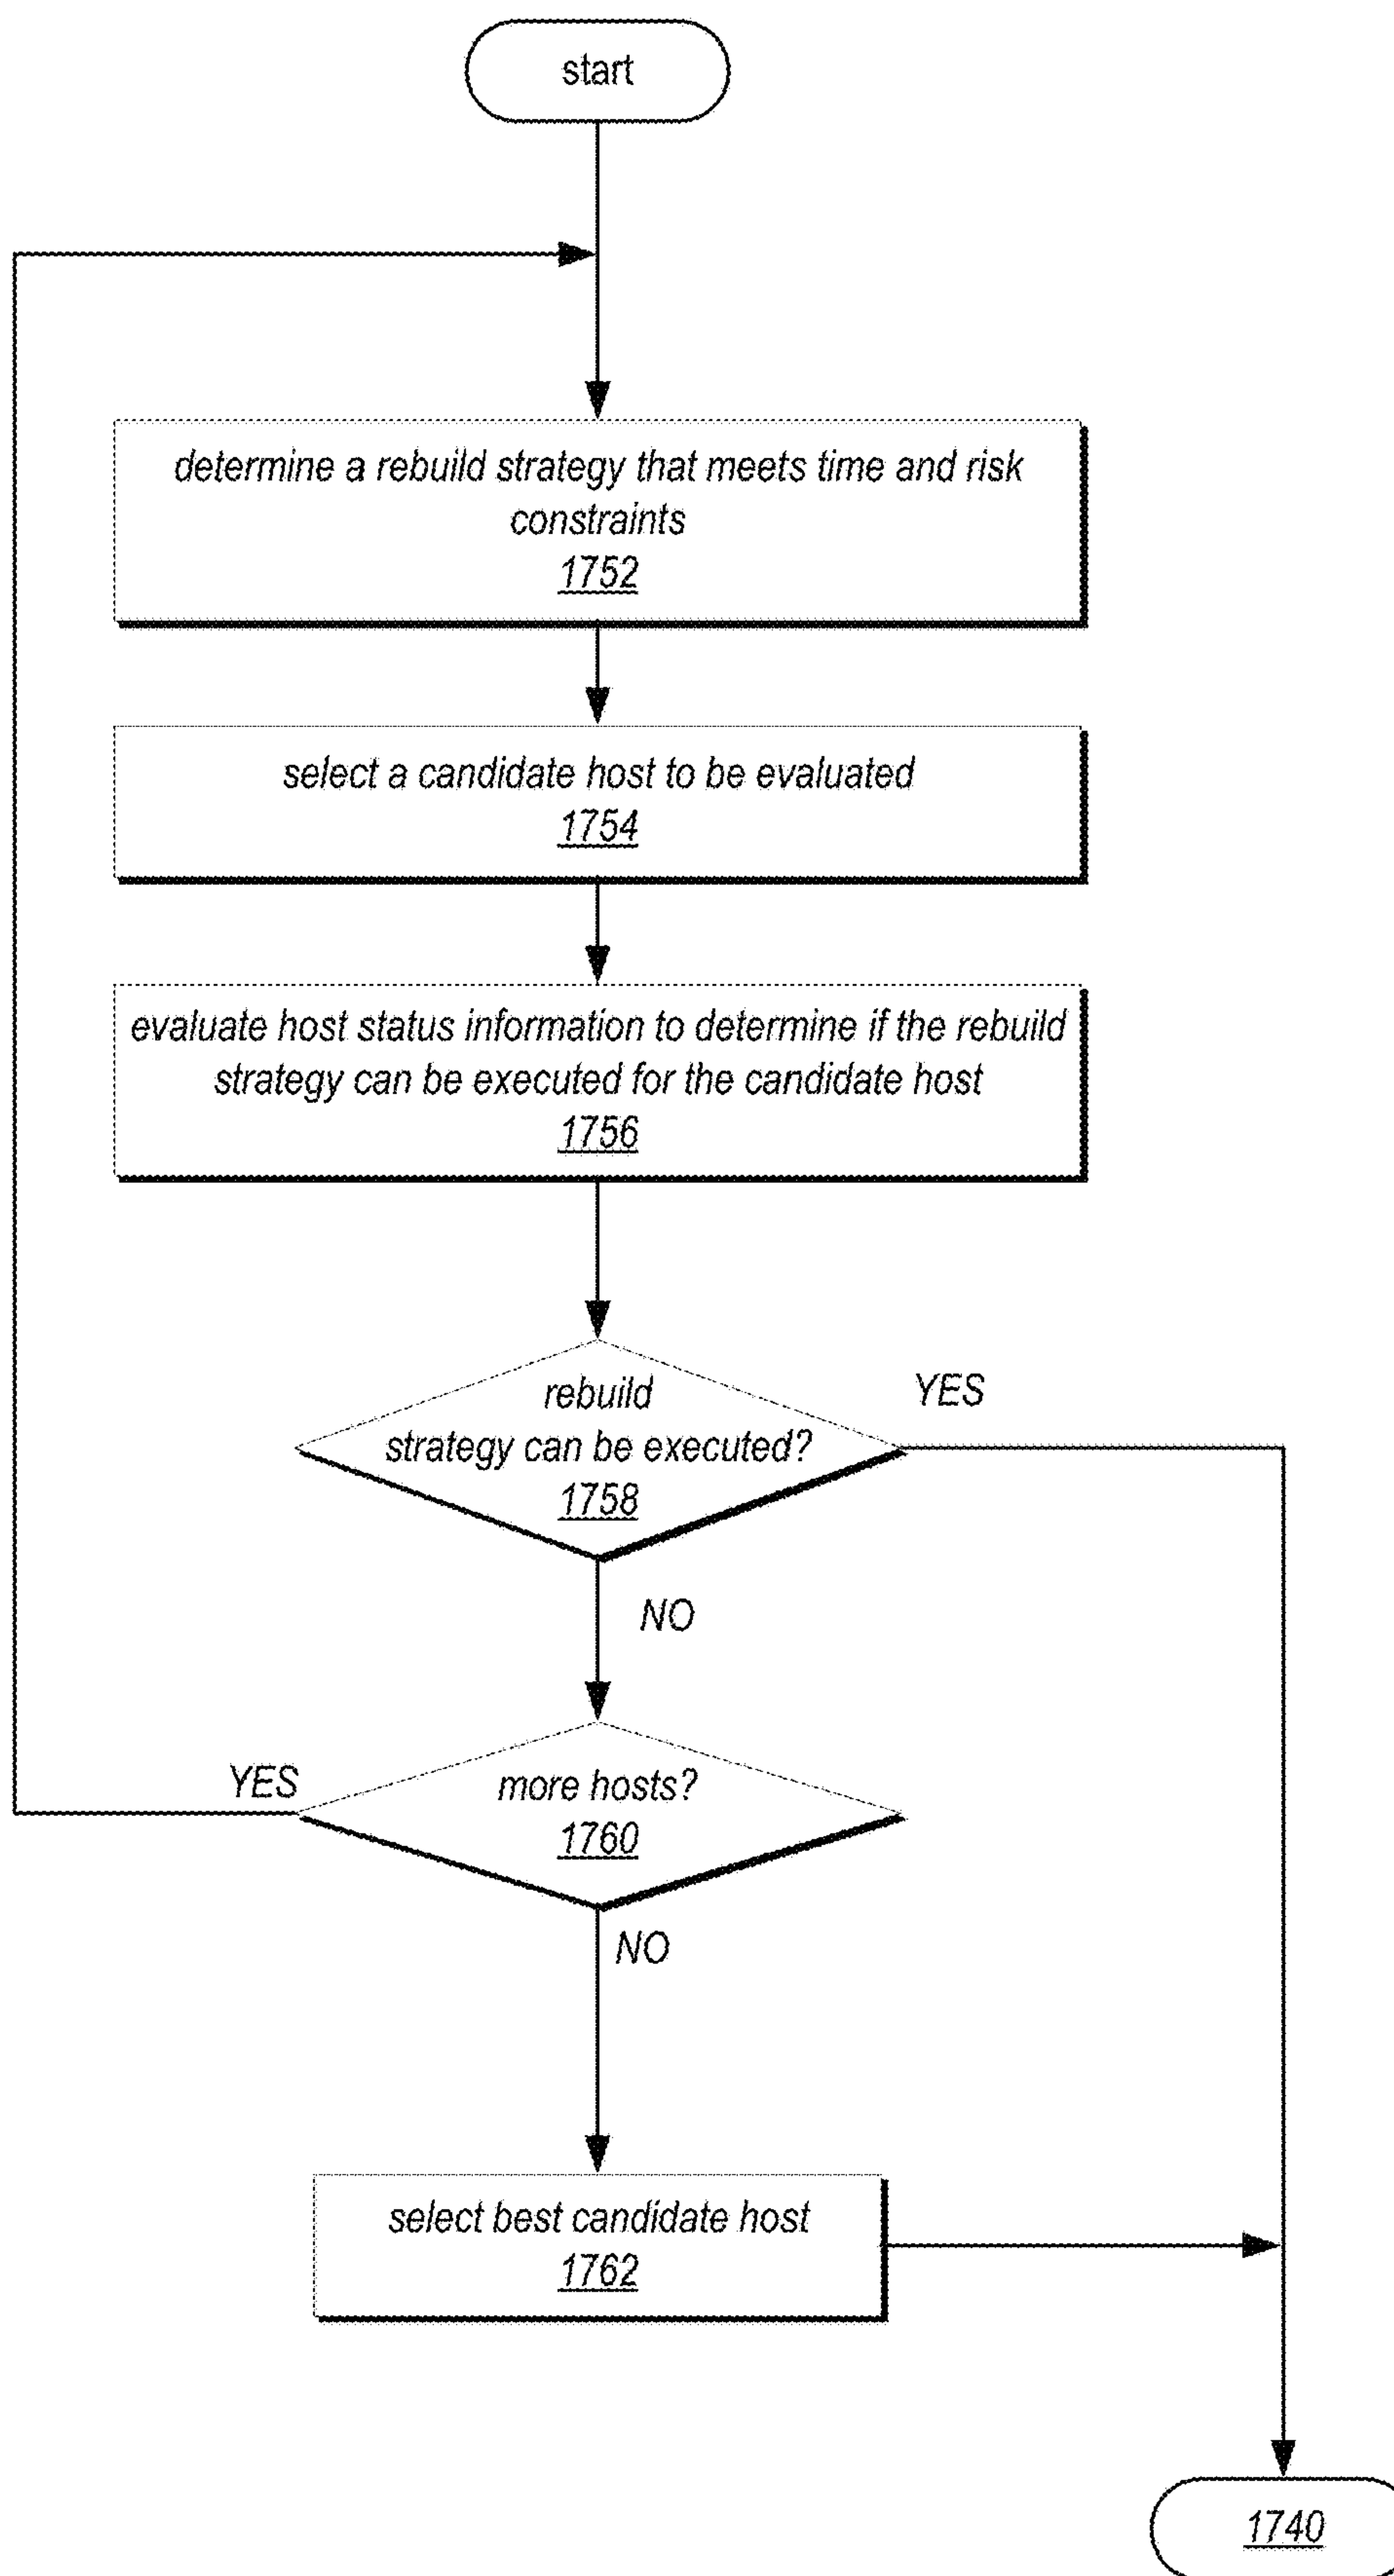 start
determine a rebuild strategy that meets time and risk
constraints
1752
select a candidate host to be evaluated
1754
evaluate host status information to determine if the rebuild
strategy can be executed for the candidate host
1756
rebuild
strategy can be executed?
1758
YES
NO
more hosts?
1760
YES
NO
select best candidate host
1762
1740